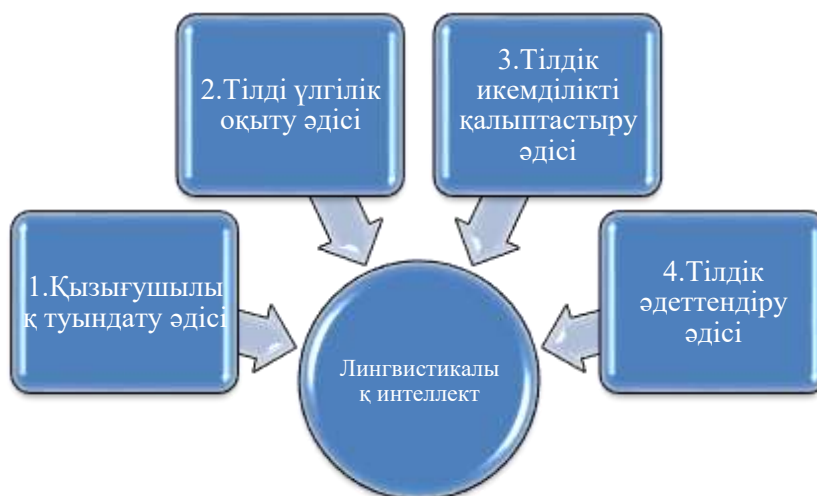 1.Қызығушылы
қ туындату әдісі
2.Тілді үлгілік
оқыту әдісі
3.Тілдік
икемділікті
қалыптастыру
әдісі
4.Тілдік
әдеттендіру
әдісі
Лингвистикалы
қ интеллект